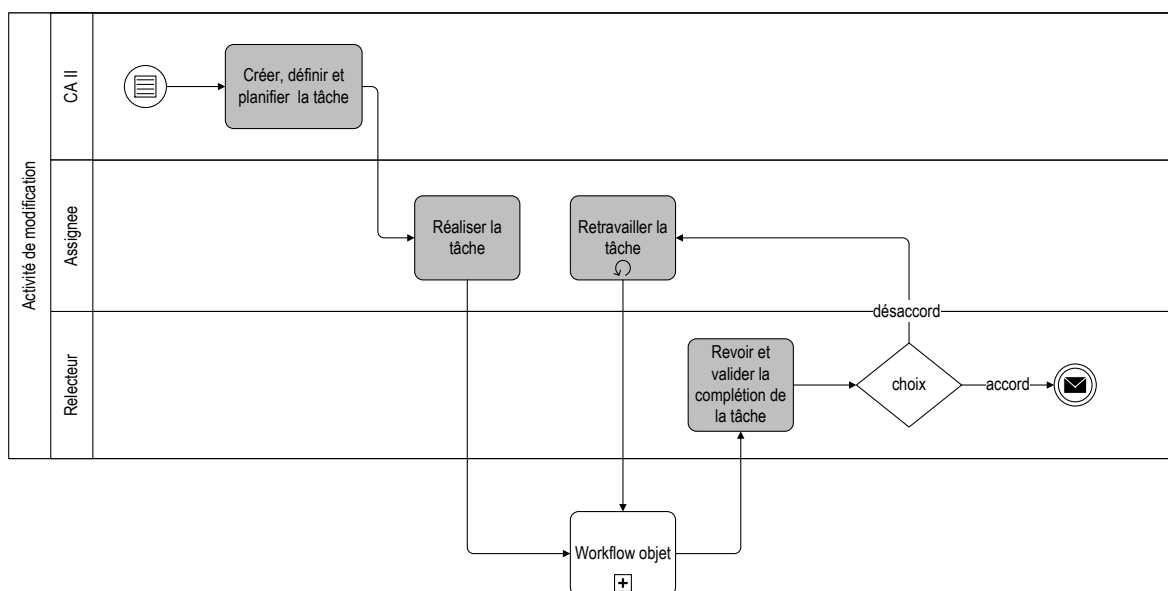 Activité de modification
CA II
Créer, définir et
planifier la tâche
Assignee
Réaliser la
tâche
Retravailler la
tâche
désaccord
Relecteur
Revoir et
valider la
complétion de
la tâche
choix
accord
Workflow objet